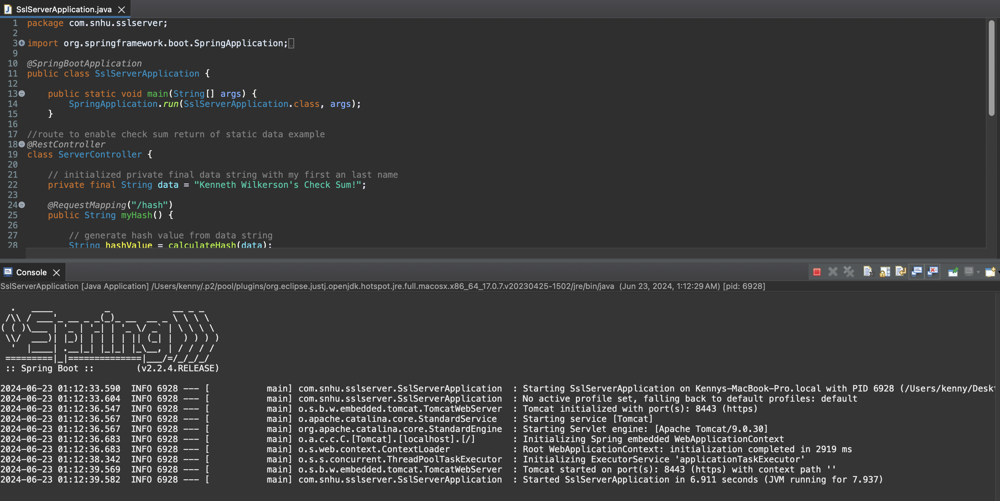 SslServerApplication.java
1 package com.snhu.sslserver;
2
3 import org.springframework.boot.SpringApplication;
9
10 @SpringBootApplication
11 public class SslServerApplication {
12
13     public static void main(String[] args) {
14         SpringApplication.run(SslServerApplication.class, args);
15     }
16
17 //route to enable check sum return of static data example
18 @RestController
19 class ServerController {
20
21     // initialized private final data string with my first an last name
22     private final String data = "Kenneth Wilkerson's Check Sum!";
23
24     @RequestMapping("/hash")
25     public String myHash() {
26
27         // generate hash value from data string
28         String hashValue = calculateHash(data);
Console
SslServerApplication [Java Application] /Users/kenny/.p2/pool/plugins/org.eclipse.justj.openjdk.hotspot.jre.full.macosx.x86_64_17.0.7.v20230425-1502/jre/bin/java (Jun 23, 2024, 1:12:29 AM) [pid: 6928]
  .   ____          _            __ _ _
 /\\ / ___'_ __ _ _(_)_ __  __ _ \ \ \ \
( ( )\___ | '_ | '_| | '_ \/ _` | \ \ \ \
 \\/  ___)| |_)| | | | | || (_| |  ) ) ) )
  '  |____| .__|_| |_|_| |_\__, | / / / /
 =========|_|==============|___/=/_/_/_/
 :: Spring Boot ::        (v2.2.4.RELEASE)
2024-06-23 01:12:33.590  INFO 6928 --- [           main] com.snhu.sslserver.SslServerApplication  : Starting SslServerApplication on Kennys-MacBook-Pro.local with PID 6928 (/Users/kenny/Desk
2024-06-23 01:12:33.604  INFO 6928 --- [           main] com.snhu.sslserver.SslServerApplication  : No active profile set, falling back to default profiles: default
2024-06-23 01:12:36.547  INFO 6928 --- [           main] o.s.b.w.embedded.tomcat.TomcatWebServer  : Tomcat initialized with port(s): 8443 (https)
2024-06-23 01:12:36.567  INFO 6928 --- [           main] o.apache.catalina.core.StandardService   : Starting service [Tomcat]
2024-06-23 01:12:36.567  INFO 6928 --- [           main] org.apache.catalina.core.StandardEngine  : Starting Servlet engine: [Apache Tomcat/9.0.30]
2024-06-23 01:12:36.683  INFO 6928 --- [           main] o.a.c.c.C.[Tomcat].[localhost].[/]       : Initializing Spring embedded WebApplicationContext
2024-06-23 01:12:36.683  INFO 6928 --- [           main] o.s.web.context.ContextLoader            : Root WebApplicationContext: initialization completed in 2919 ms
2024-06-23 01:12:38.342  INFO 6928 --- [           main] o.s.s.concurrent.ThreadPoolTaskExecutor  : Initializing ExecutorService 'applicationTaskExecutor'
2024-06-23 01:12:39.569  INFO 6928 --- [           main] o.s.b.w.embedded.tomcat.TomcatWebServer  : Tomcat started on port(s): 8443 (https) with context path ''
2024-06-23 01:12:39.582  INFO 6928 --- [           main] com.snhu.sslserver.SslServerApplication  : Started SslServerApplication in 6.911 seconds (JVM running for 7.937)